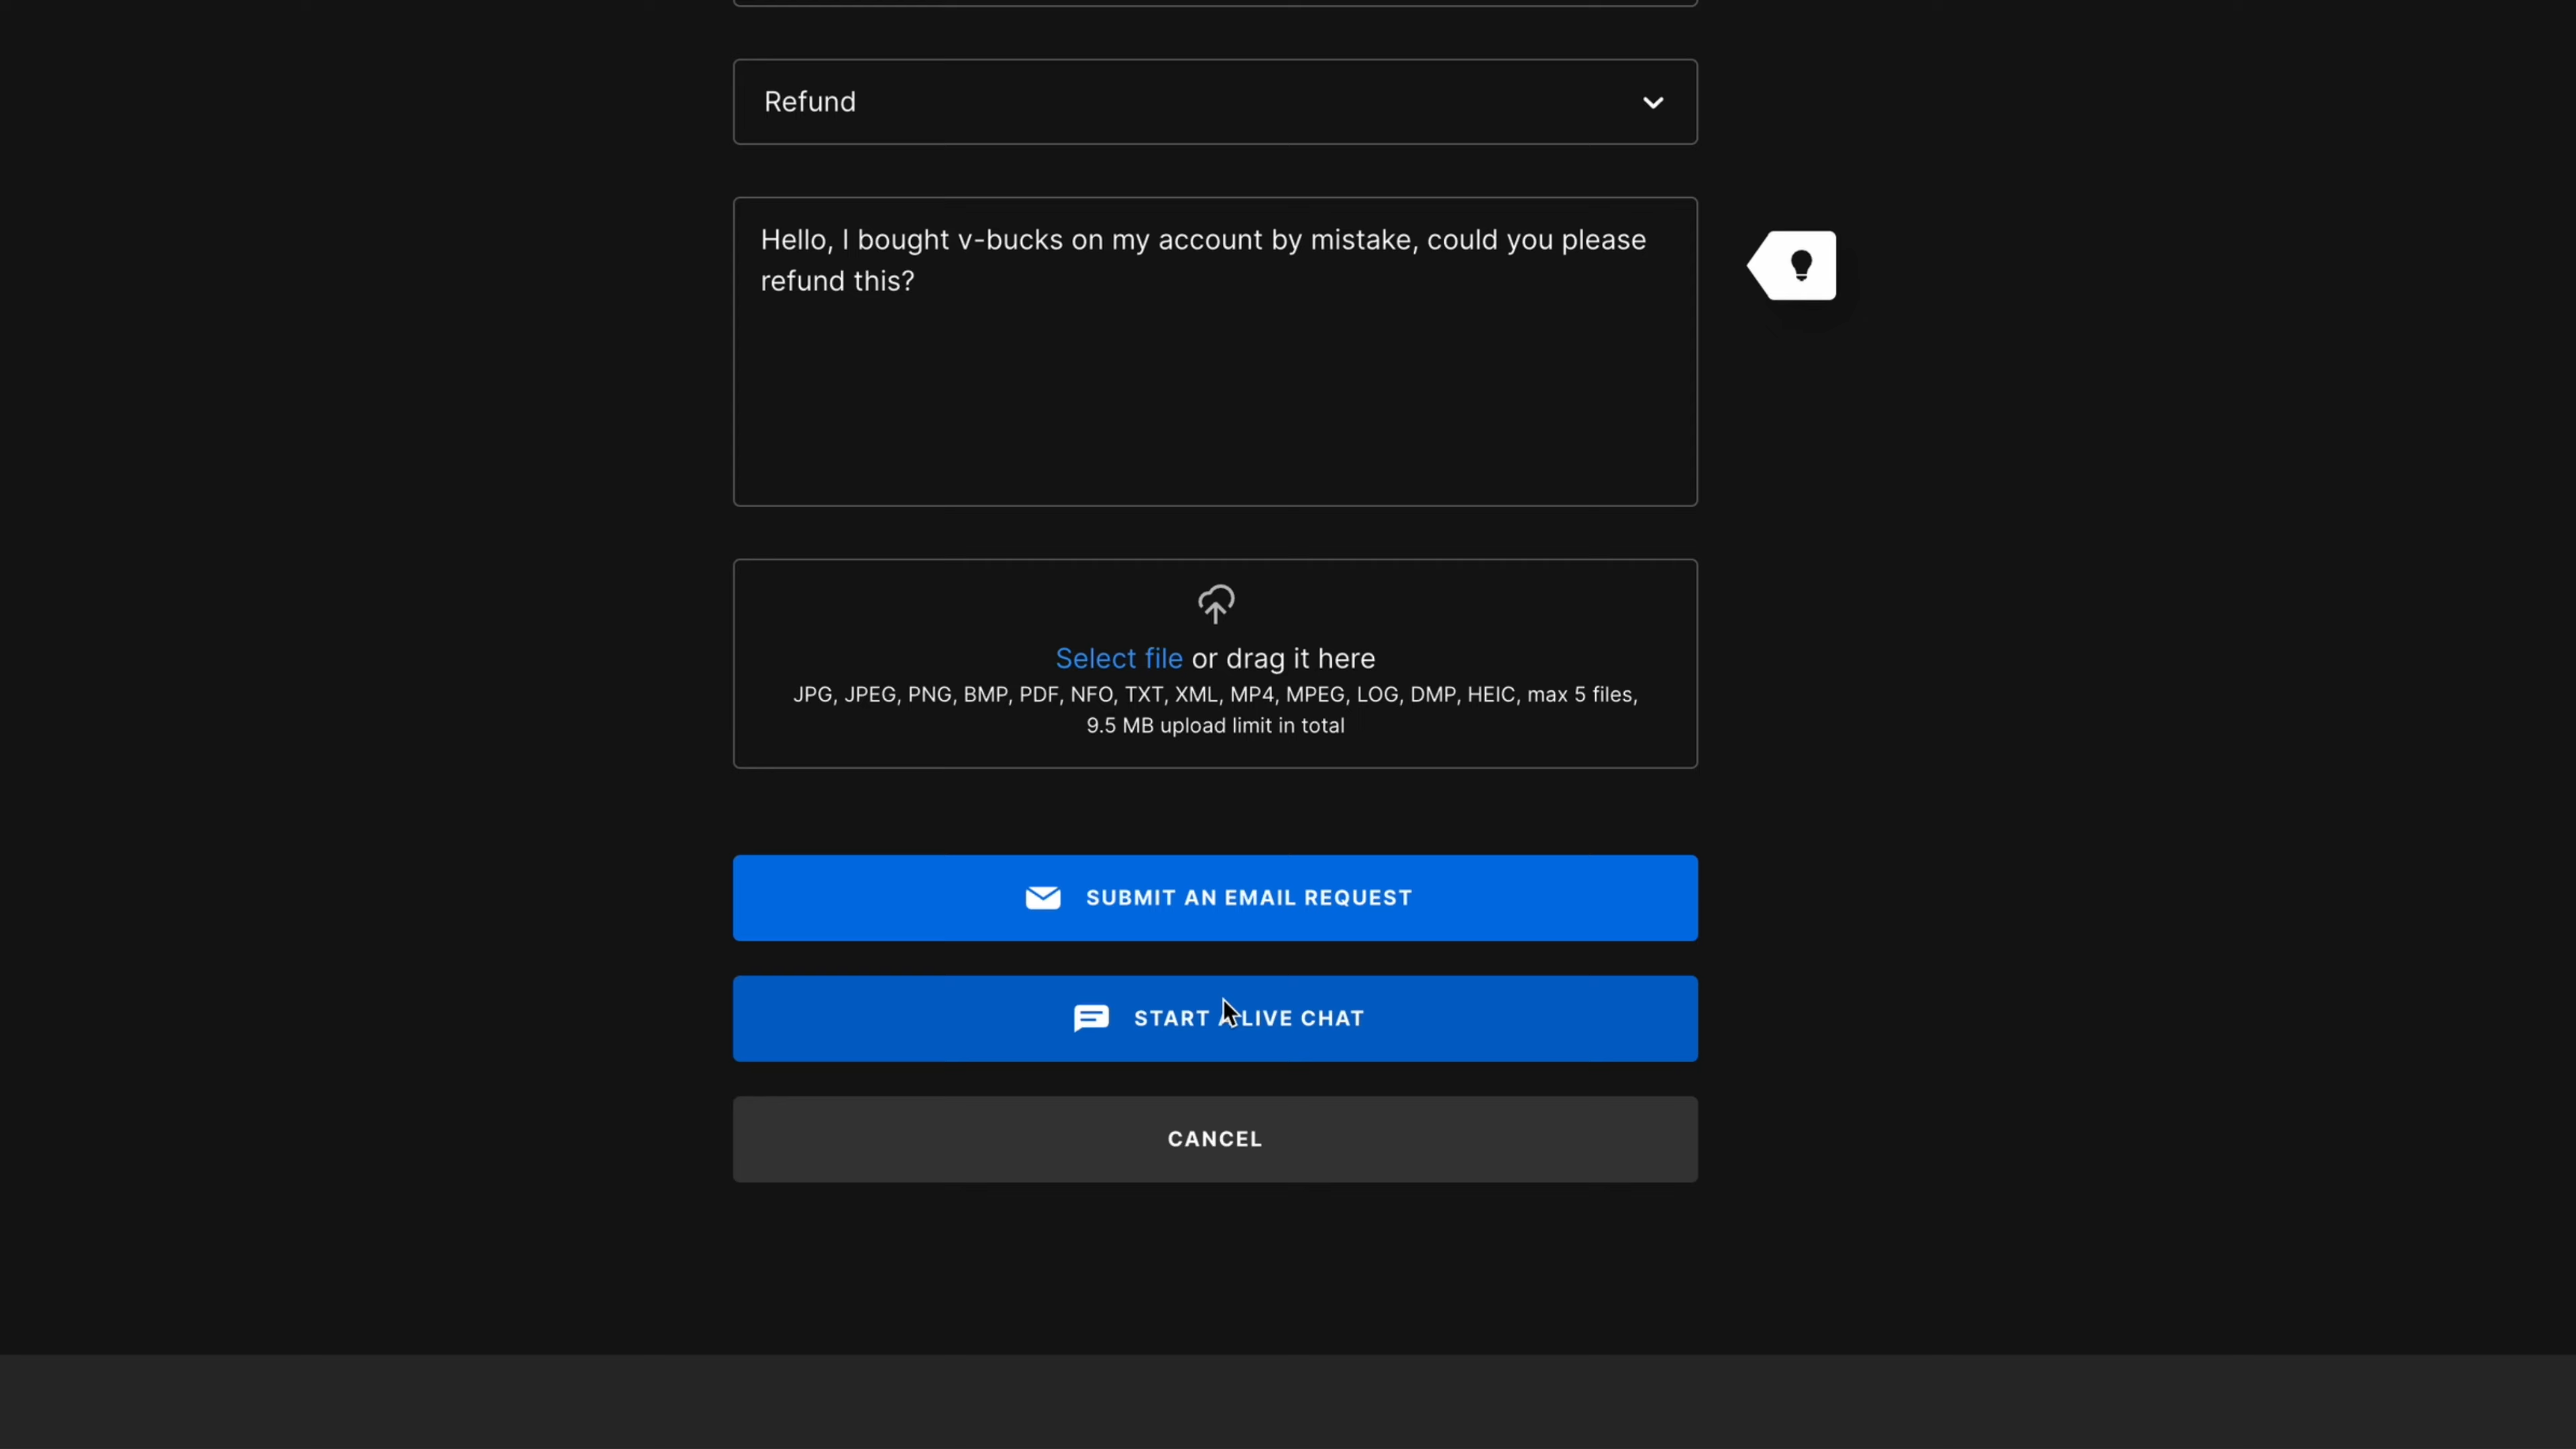 Refund
Hello, I bought v-bucks on my account by mistake, could you please
refund this?
Select file or drag it here
JPG, JPEG, PNG, BMP, PDF, NFO, TXT, XML, MP4, MPEG, LOG, DMP, HEIC, max 5 files,
9.5 MB upload limit in total
SUBMIT AN EMAIL REQUEST
START A LIVE CHAT
CANCEL